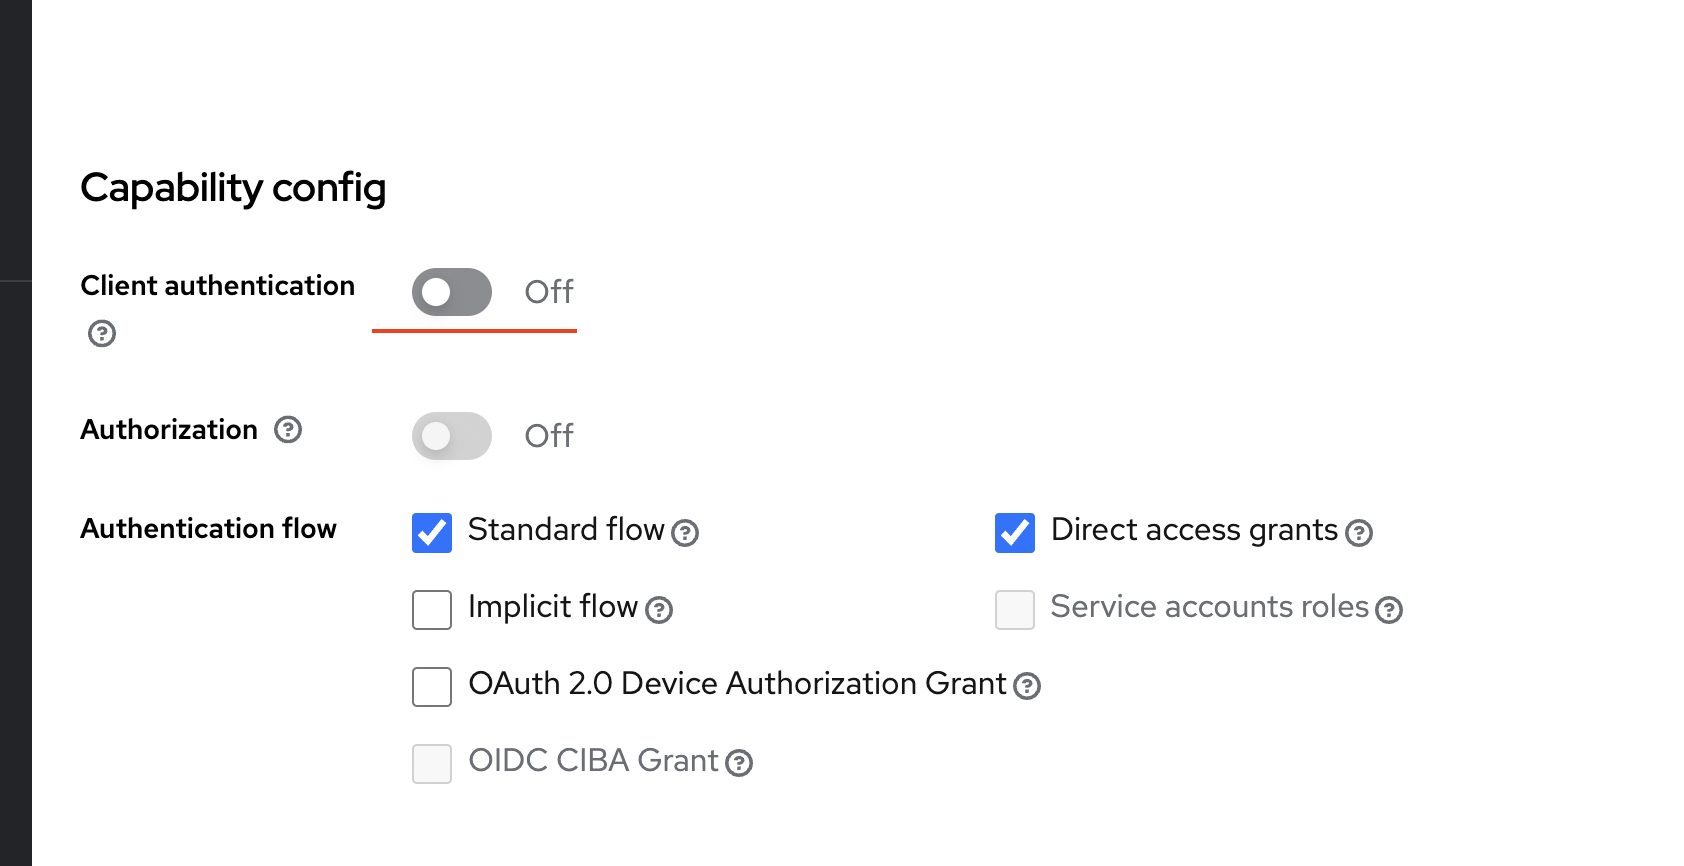 Capability config
Client authentication Off
Authorization Off
Authentication flow Standard flow Direct access grants
Implicit flow Service accounts roles
OAuth 2.0 Device Authorization Grant
OIDC CIBA Grant